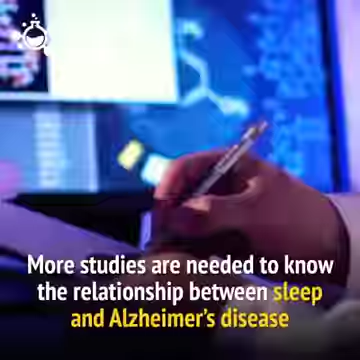 More studies are needed to know
the relationship between sleep
and Alzheimer's disease